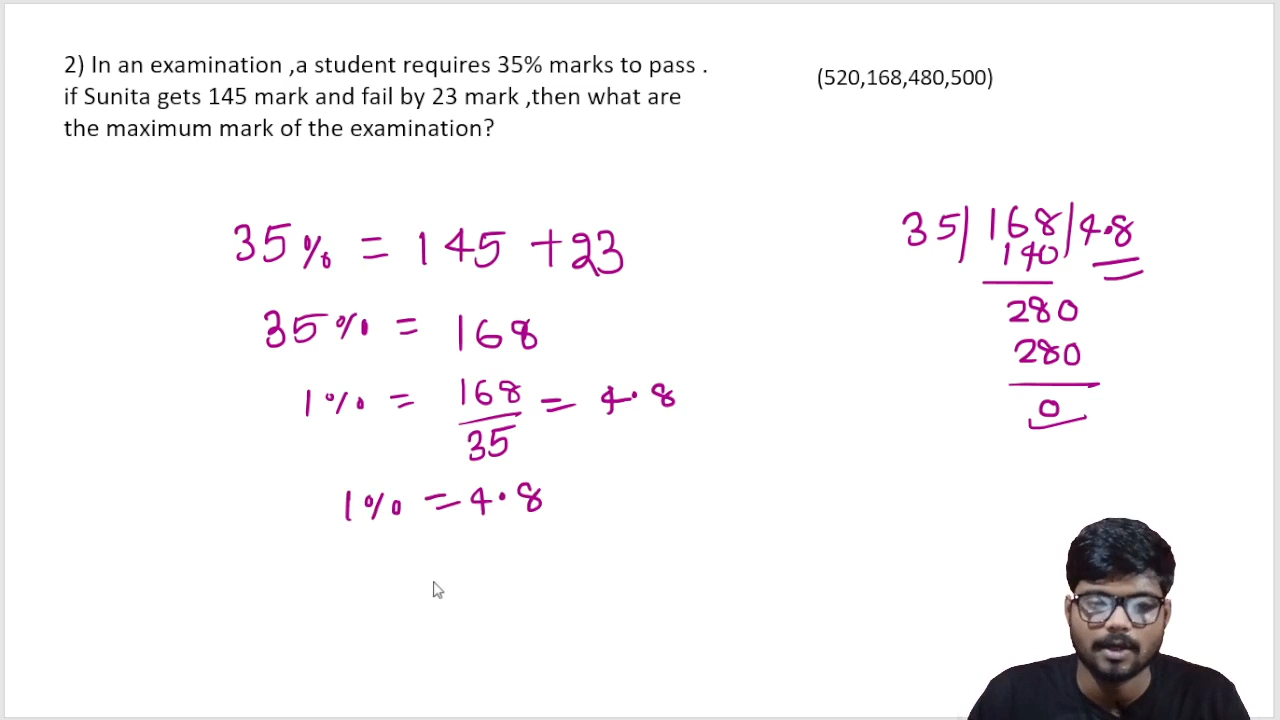 2) In an examination ,a student requires 35% marks to pass .
if Sunita gets 145 mark and fail by 23 mark ,then what are
the maximum mark of the examination?
(520,168,480,500)
35% = 145 +23
35% = 168
1% = 168/35 = 4.8
1% = 4.8
35|168|4.8
140
280
280
0